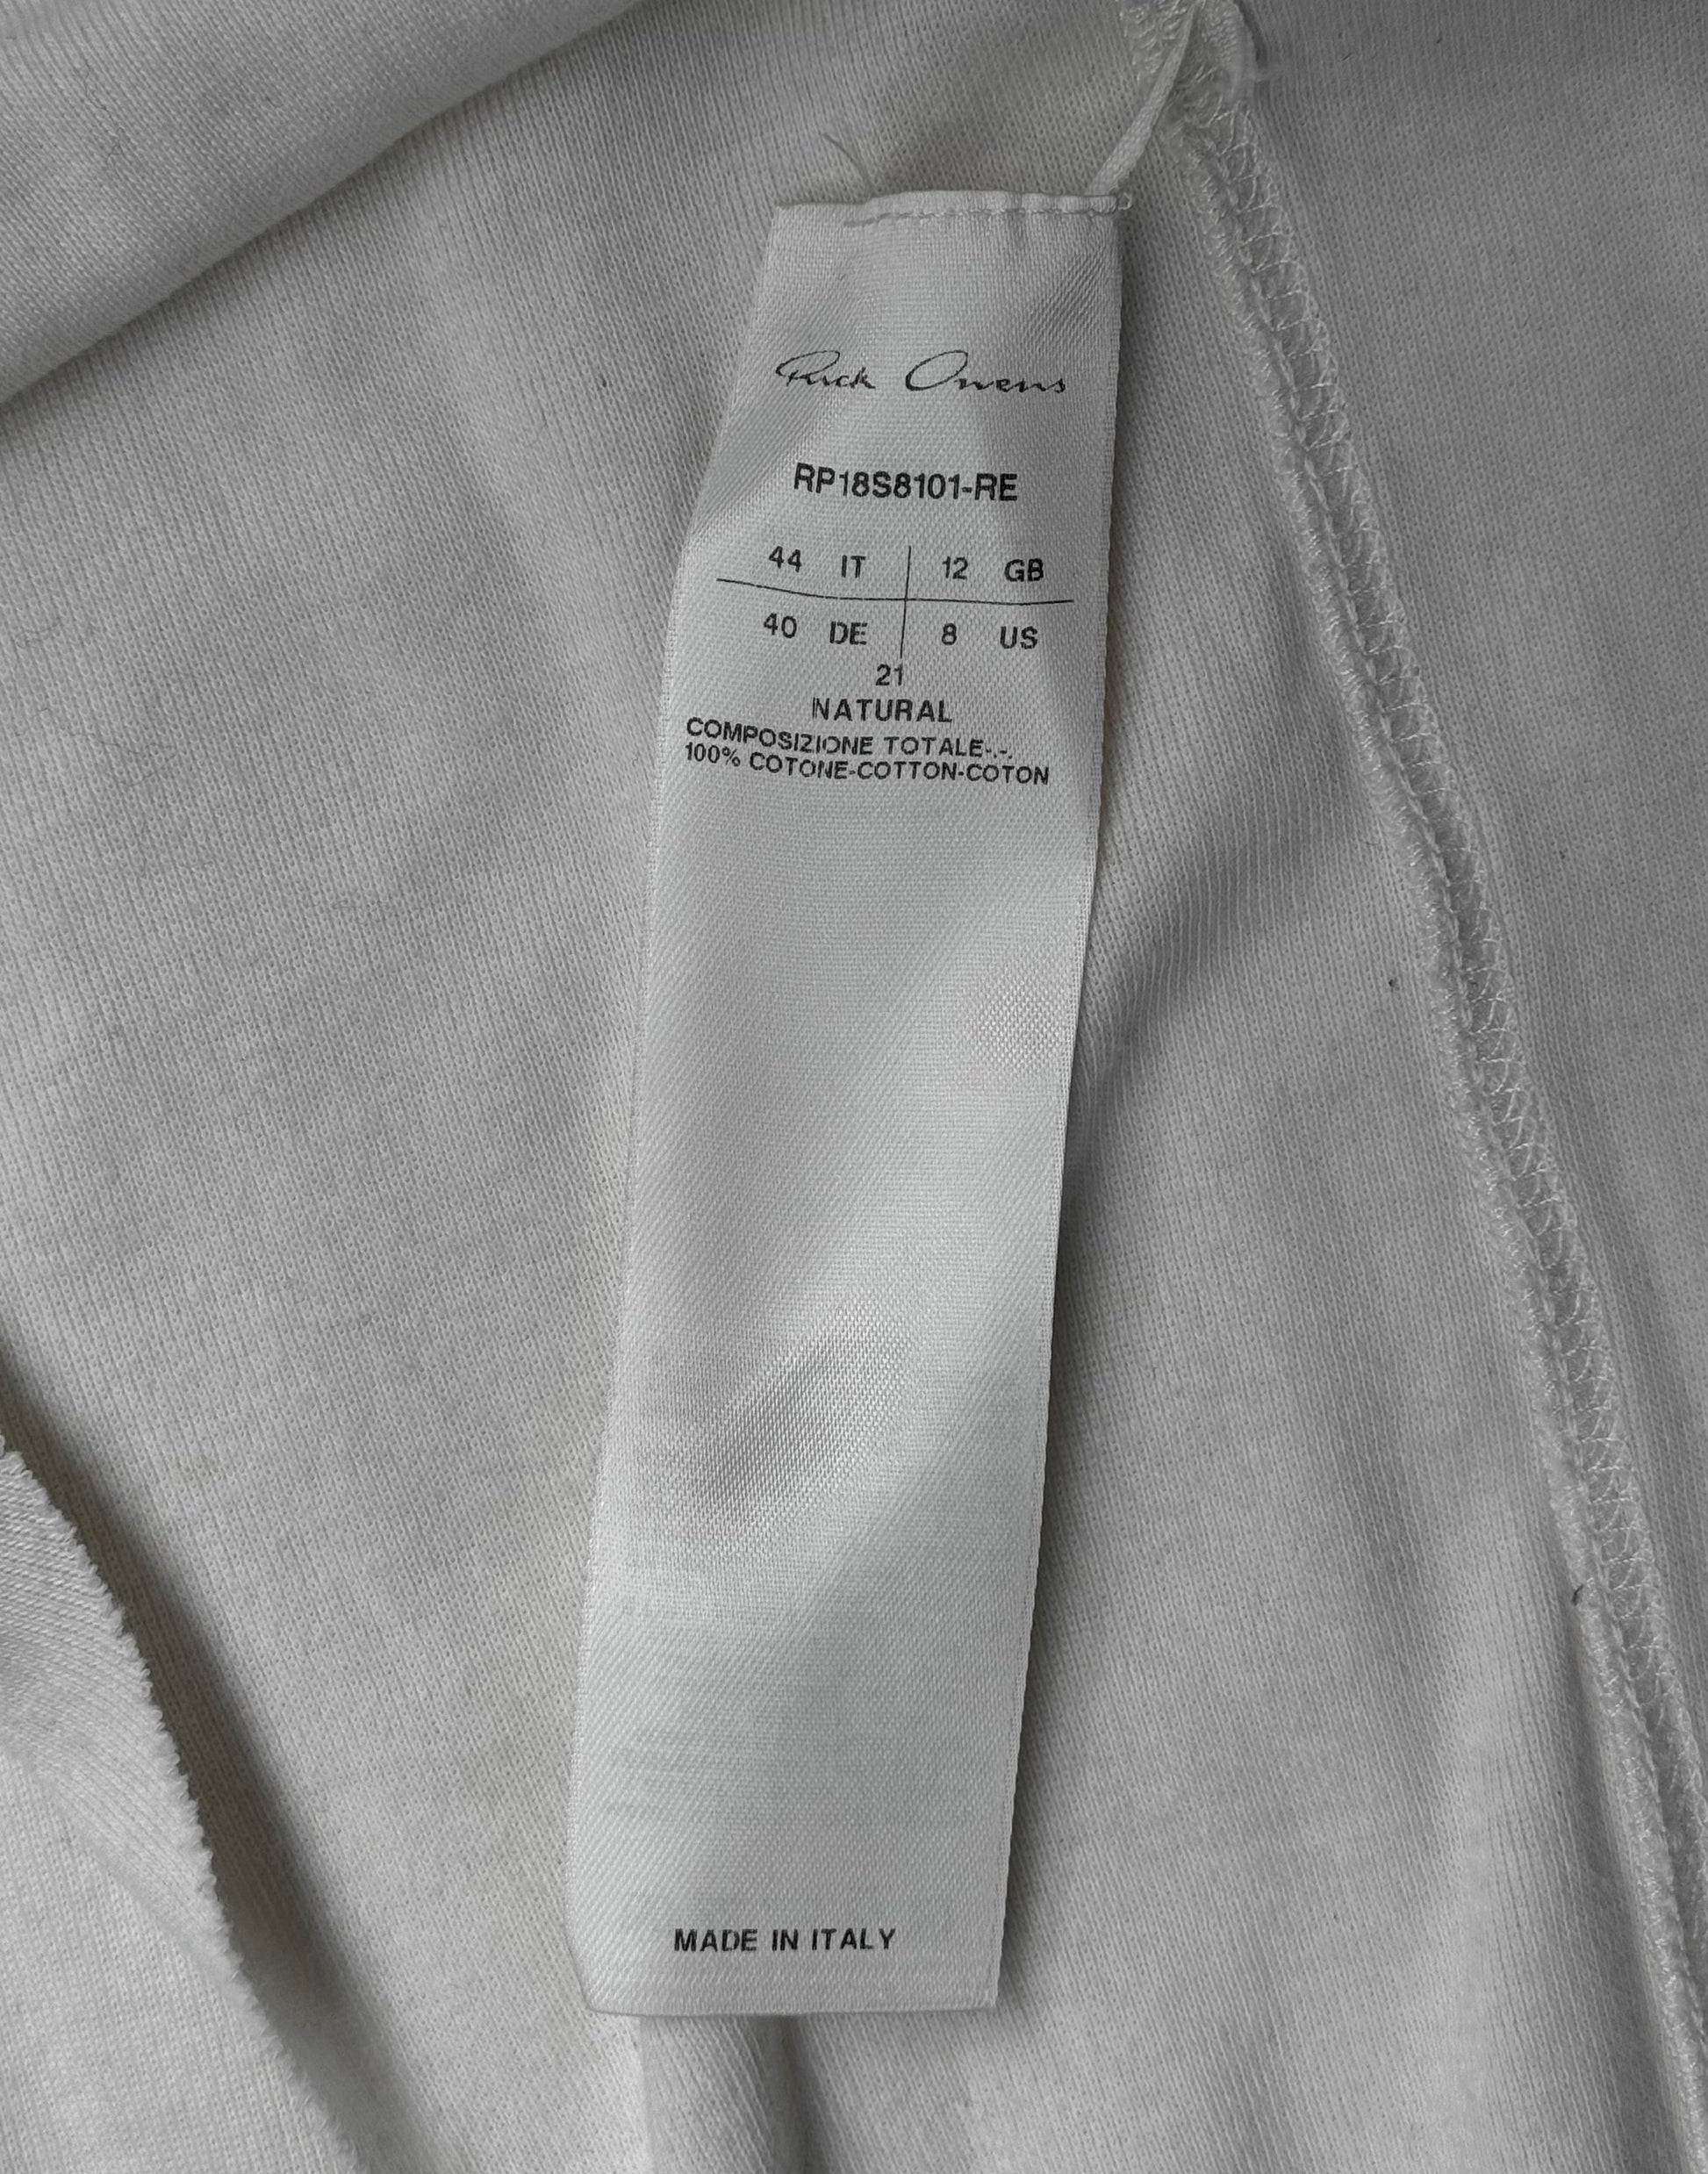 Rick Owens
RP18S8101-RE
44 IT 12 GB
40 DE 8 US
21
NATURAL
COMPOSIZIONE TOTALE-.-.
100% COTONE-COTTON-COTON
MADE IN ITALY